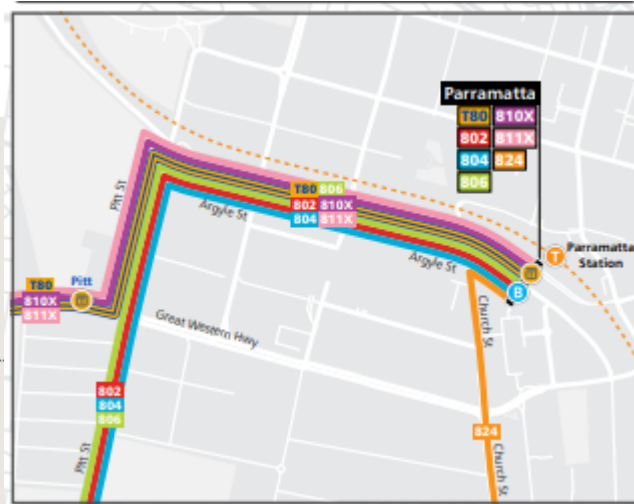 Parramatta
T80 810X
802 811X
804 824
806
Pitt St
T80 806
802 810X
804 811X
Argyle St
Argyle St
T
Parramatta
Station
B
T80
810X
811X
Pitt
Great Western Hwy
Church St
802
804
806
824
Pitt St
Church St